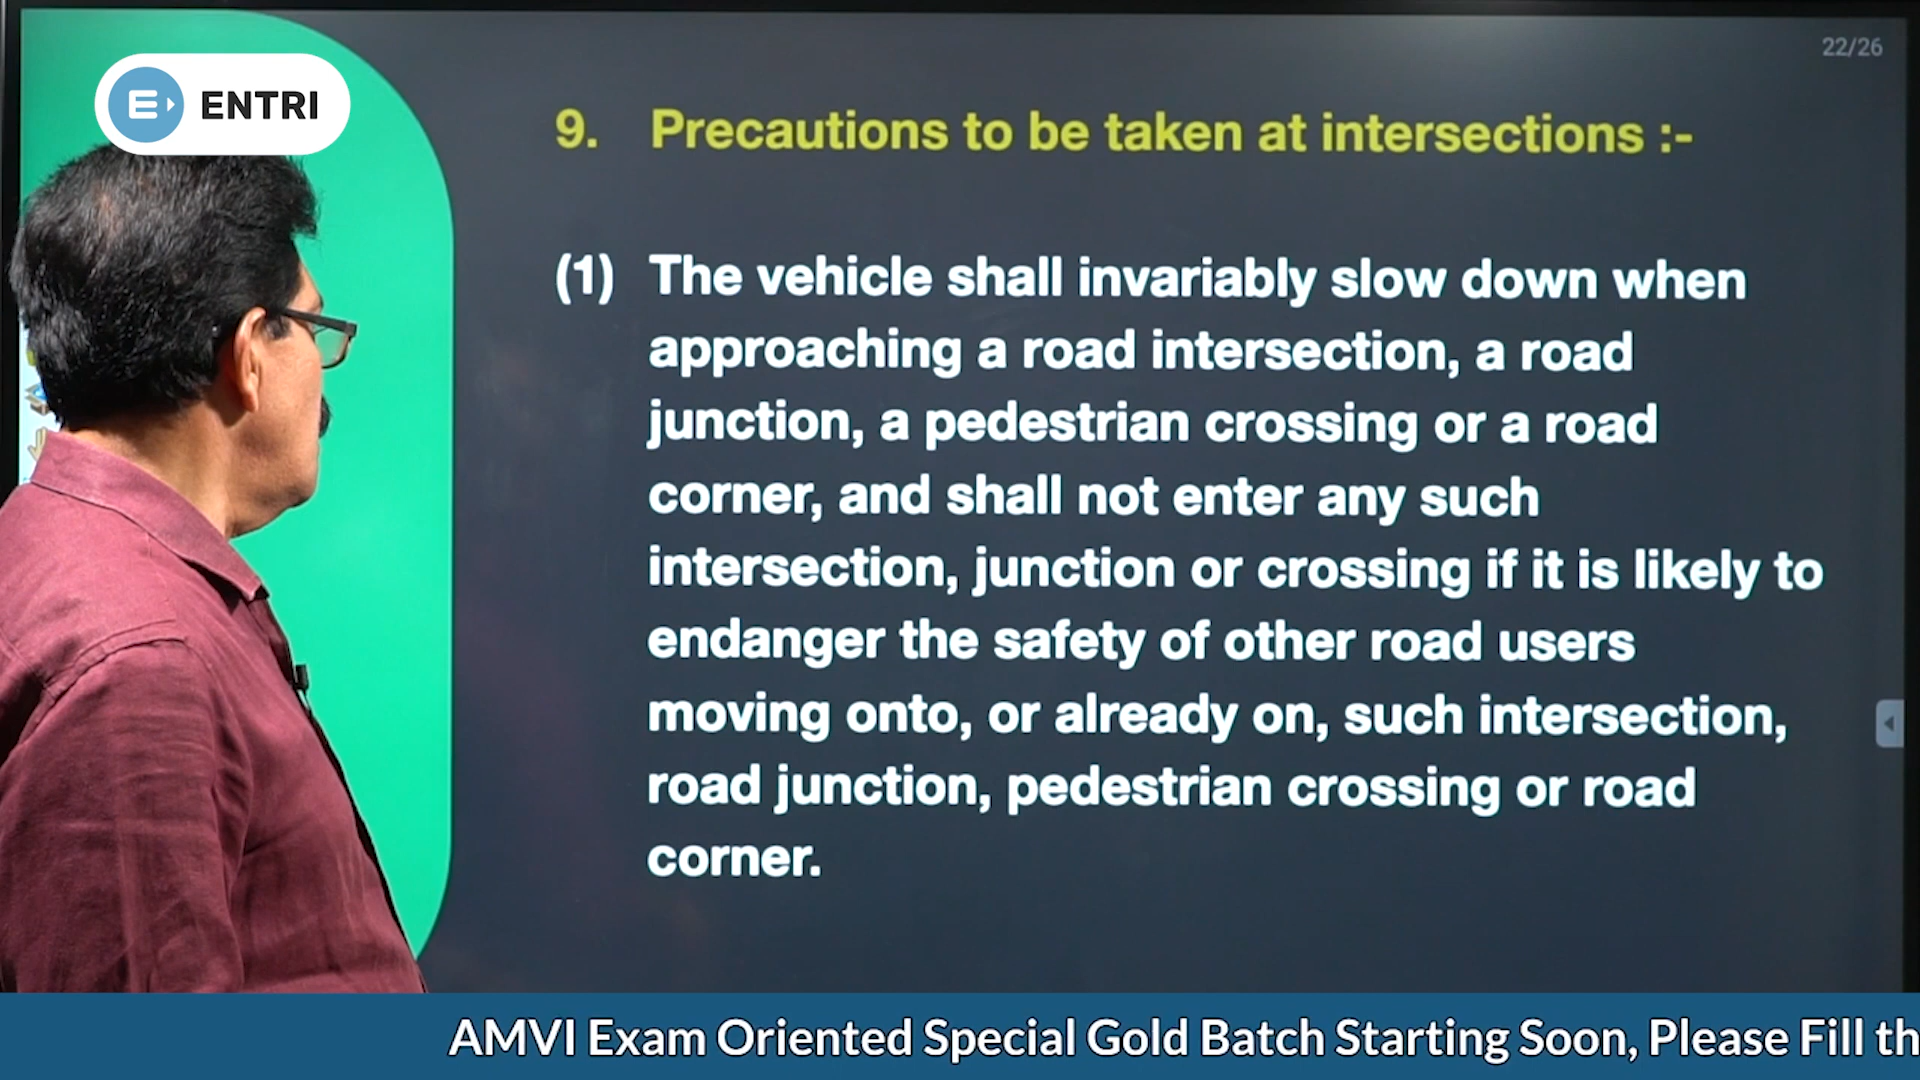 22/26
ENTRI
9. Precautions to be taken at intersections :-
(1) The vehicle shall invariably slow down when
approaching a road intersection, a road
junction, a pedestrian crossing or a road
corner, and shall not enter any such
intersection, junction or crossing if it is likely to
endanger the safety of other road users
moving onto, or already on, such intersection,
road junction, pedestrian crossing or road
corner.
AMVI Exam Oriented Special Gold Batch Starting Soon, Please Fill th